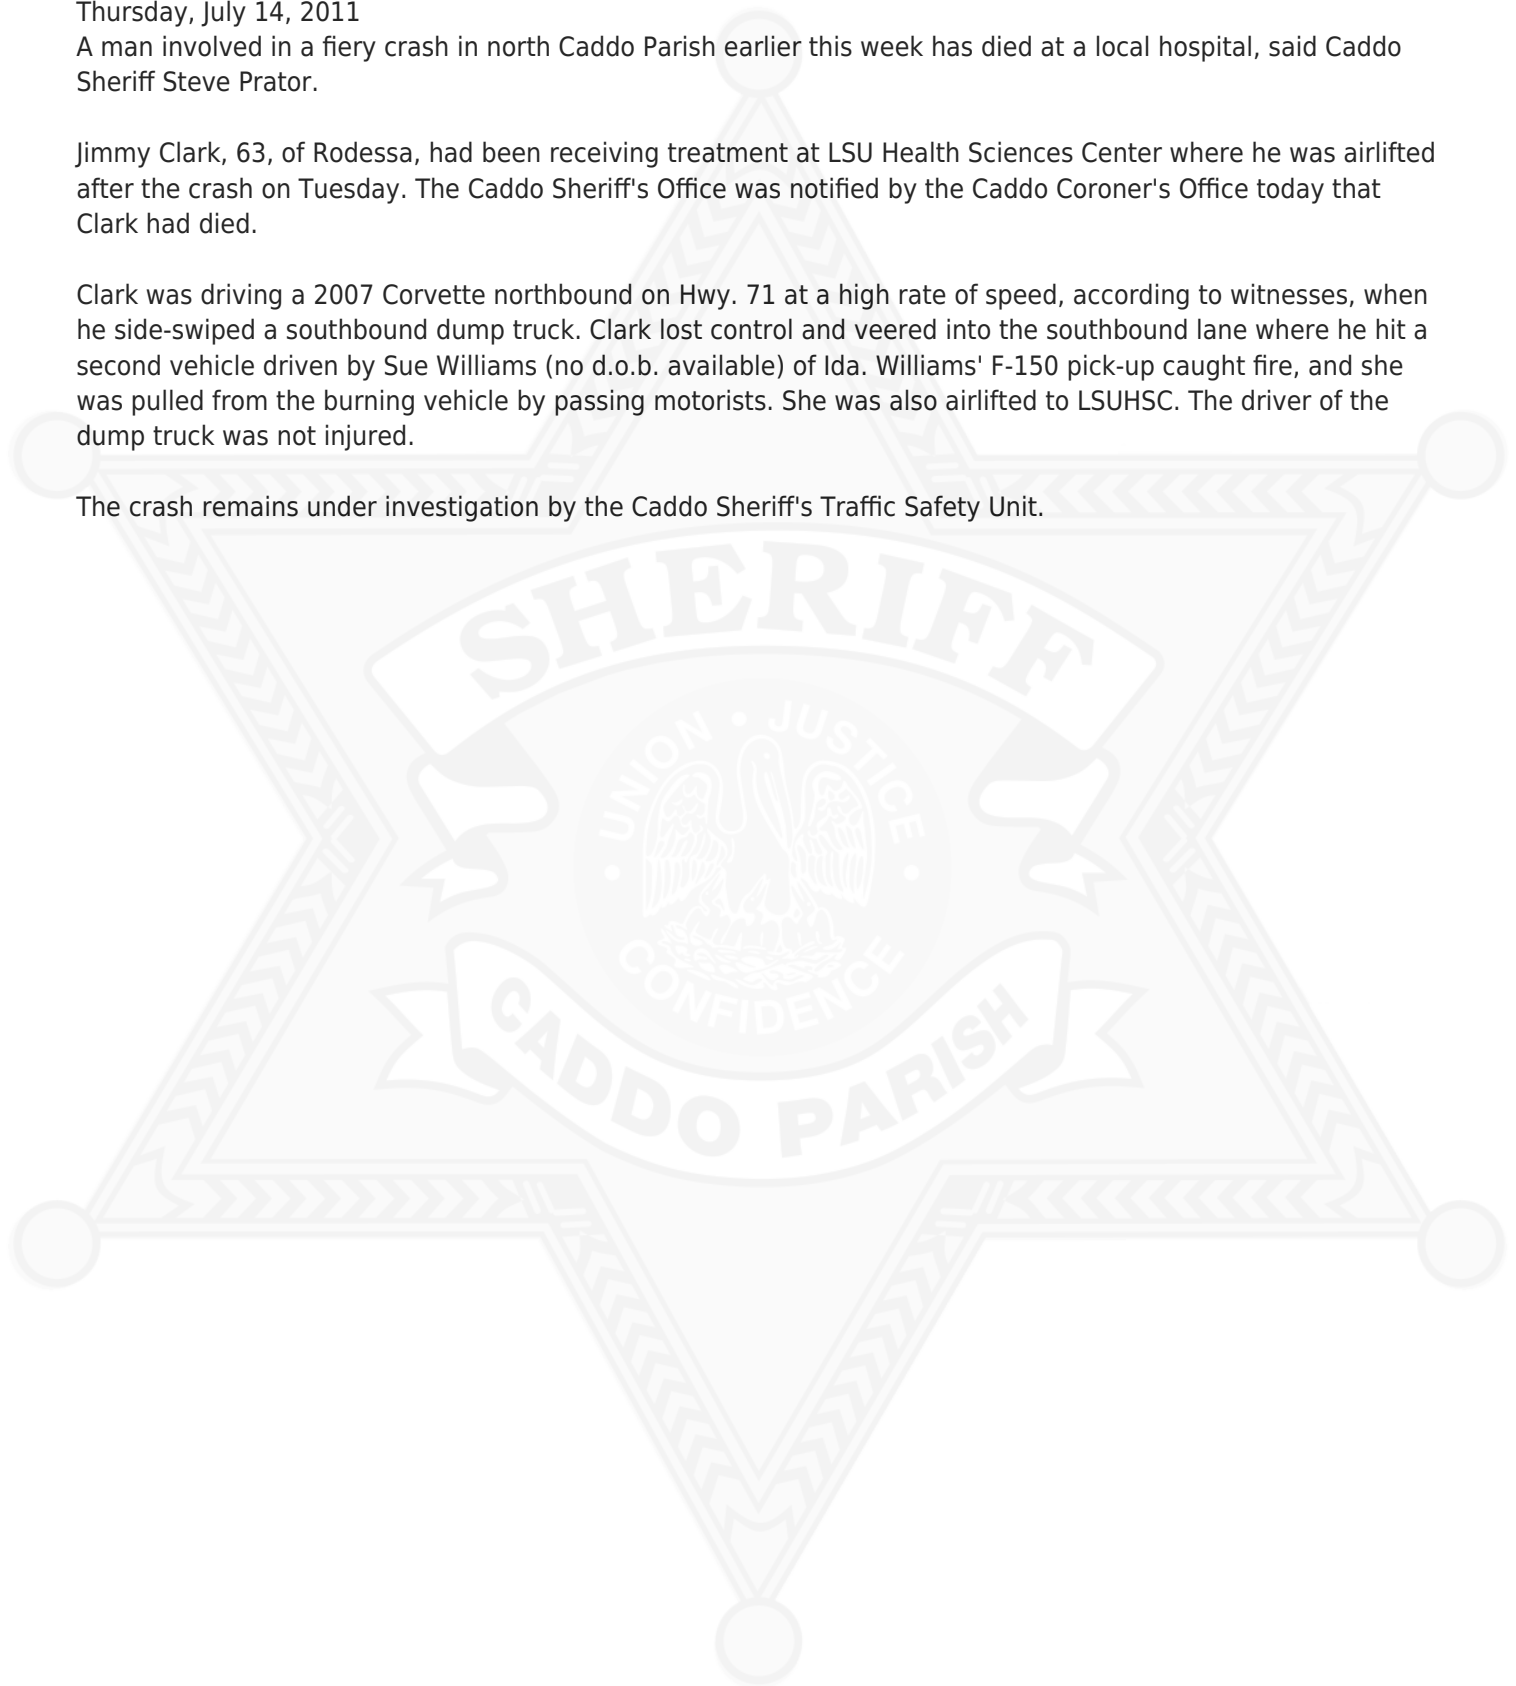 Thursday, July 14, 2011
A man involved in a fiery crash in north Caddo Parish earlier this week has died at a local hospital, said Caddo
Sheriff Steve Prator.
Jimmy Clark, 63, of Rodessa, had been receiving treatment at LSU Health Sciences Center where he was airlifted
after the crash on Tuesday. The Caddo Sheriff's Office was notified by the Caddo Coroner's Office today that
Clark had died.
Clark was driving a 2007 Corvette northbound on Hwy. 71 at a high rate of speed, according to witnesses, when
he side-swiped a southbound dump truck. Clark lost control and veered into the southbound lane where he hit a
second vehicle driven by Sue Williams (no d.o.b. available) of Ida. Williams' F-150 pick-up caught fire, and she
was pulled from the burning vehicle by passing motorists. She was also airlifted to LSUHSC. The driver of the
dump truck was not injured.
The crash remains under investigation by the Caddo Sheriff's Traffic Safety Unit.
SHERIFF
UNION • JUSTICE
• CONFIDENCE •
CADDO PARISH